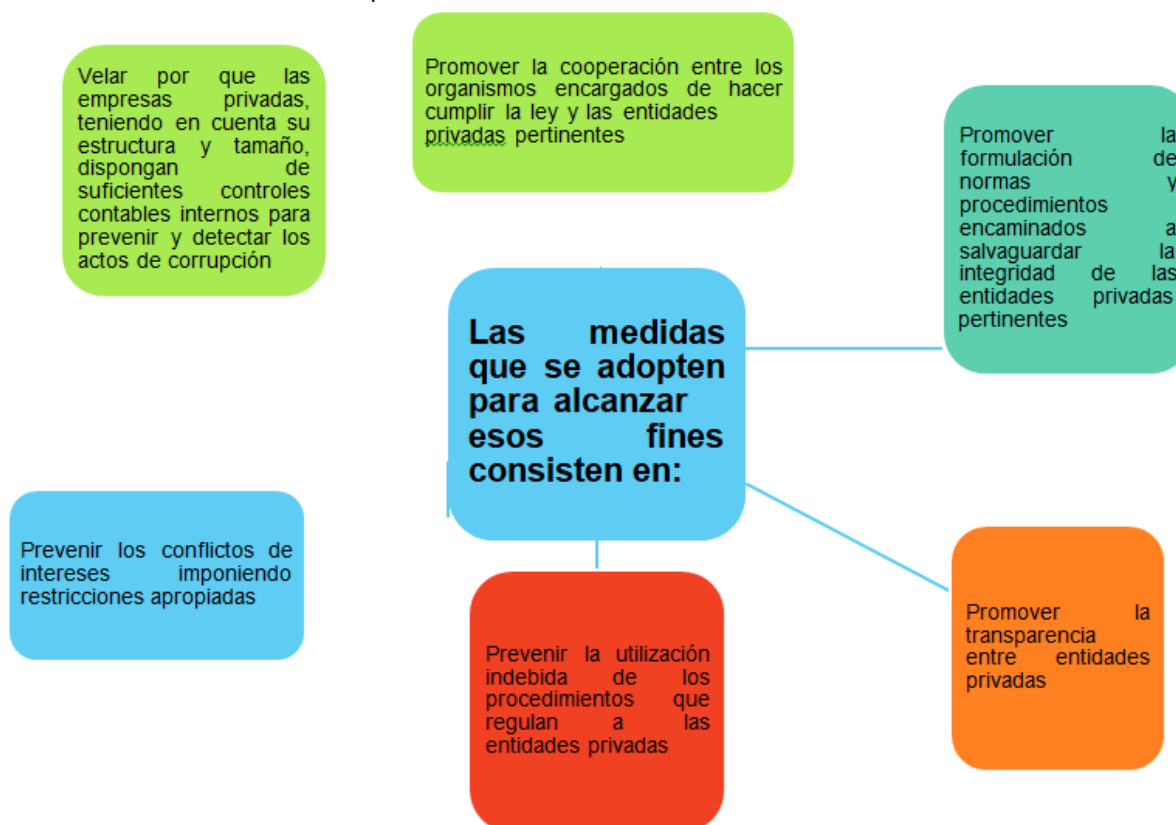 Velar por que las
empresas privadas,
teniendo en cuenta su
estructura y tamaño,
dispongan de
suficientes controles
contables internos para
prevenir y detectar los
actos de corrupción
Promover la cooperación entre los
organismos encargados de hacer
cumplir la ley y las entidades
privadas pertinentes
Promover la
formulación de
normas y
procedimientos
encaminados a
salvaguardar la
integridad de las
entidades privadas
pertinentes
Las medidas
que se adopten
para alcanzar
esos fines
consisten en:
Prevenir los conflictos de
intereses imponiendo
restricciones apropiadas
Prevenir la utilización
indebida de los
procedimientos que
regulan a las
entidades privadas
Promover la
transparencia
entre entidades
privadas